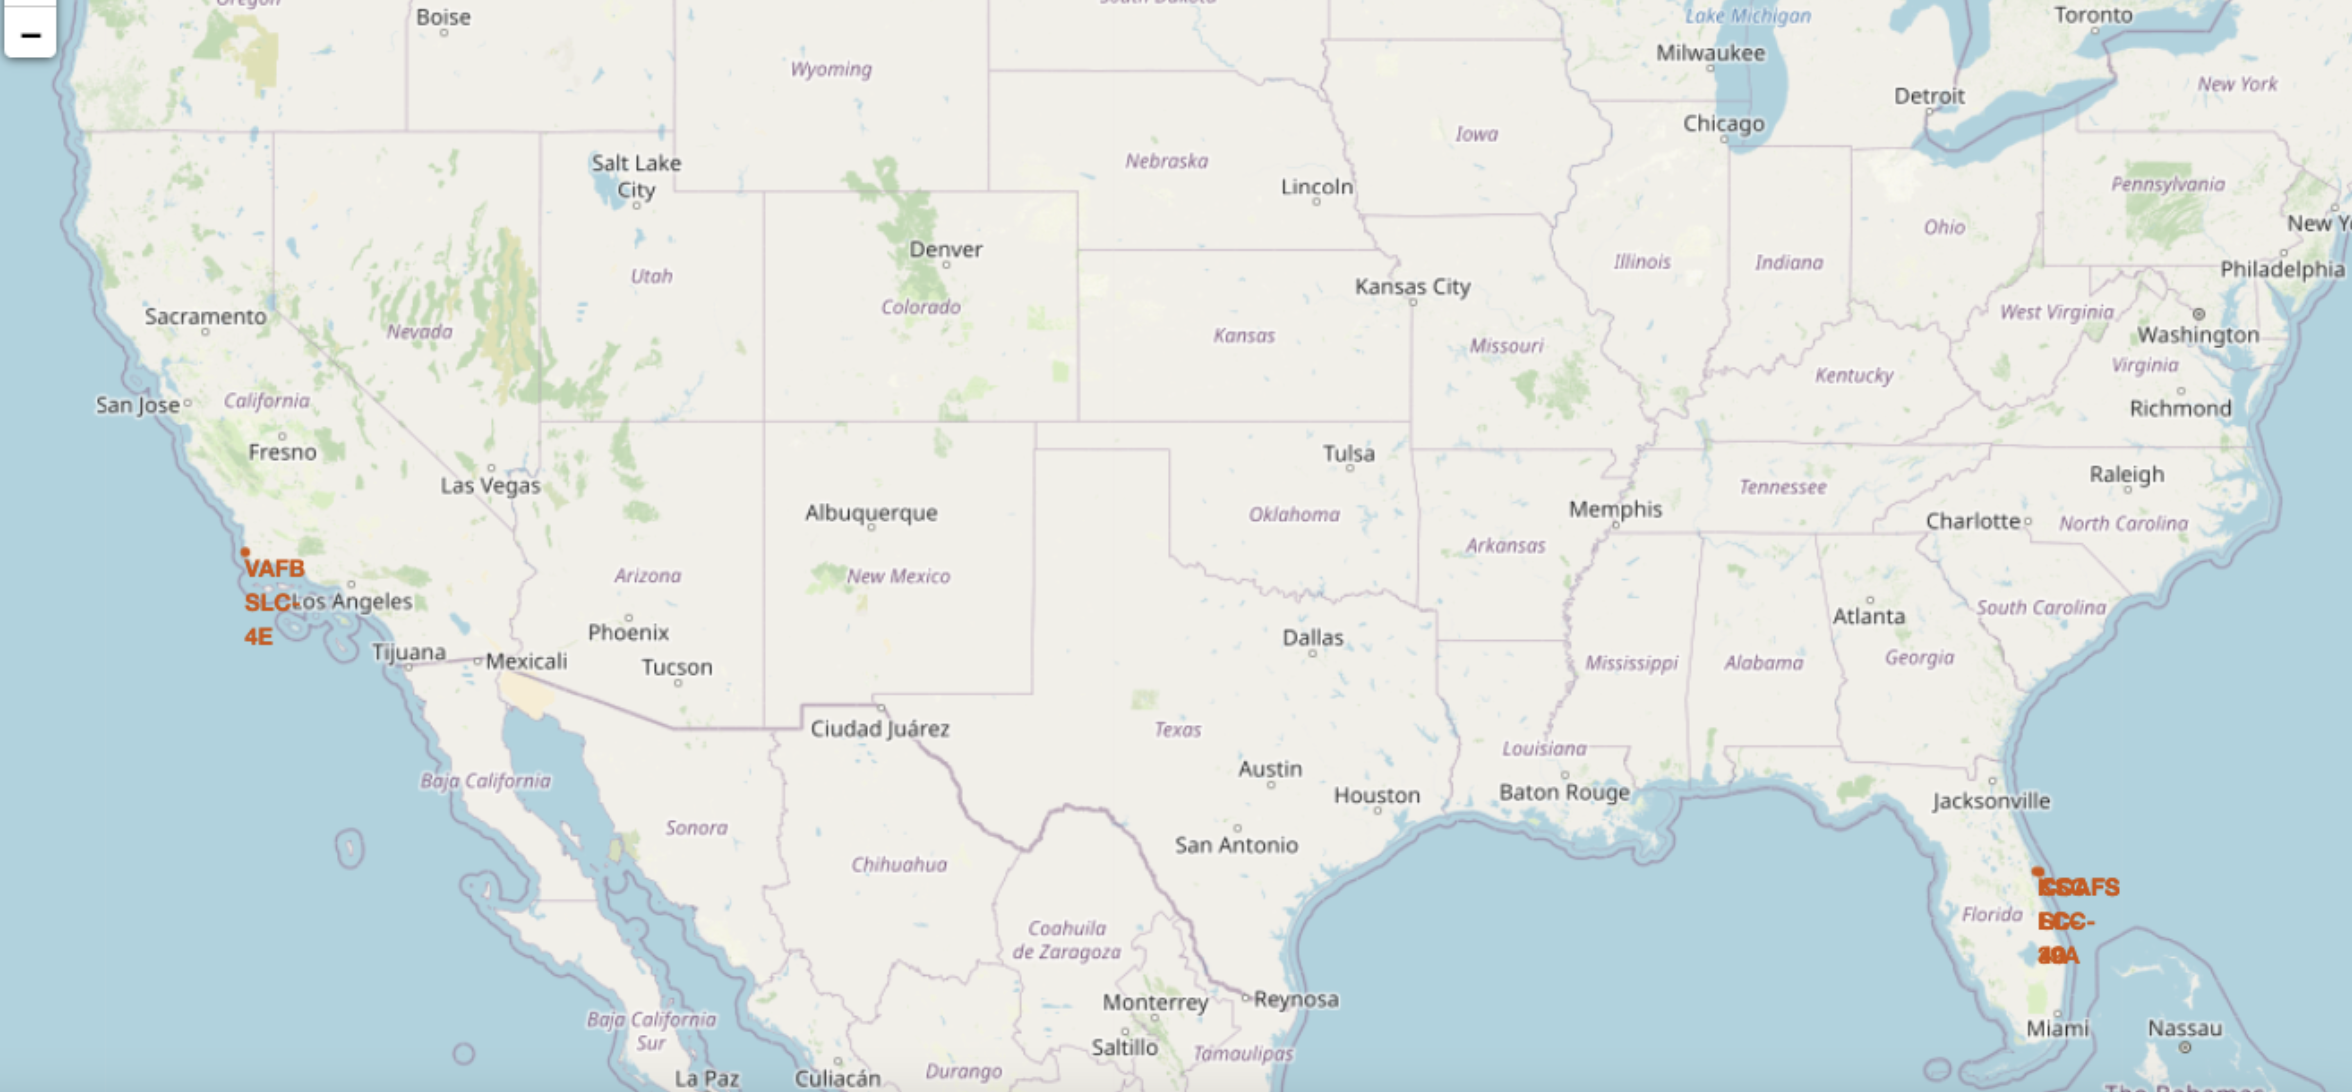 Oregon
South Dakota
Boise
Lake Michigan
Toronto
−
Wyoming
Milwaukee
New York
Detroit
Chicago
Iowa
Salt Lake
City
Nebraska
Lincoln
Pennsylvania
New Y
Ohio
Denver
Utah
Illinois
Indiana
Philadelphia
Kansas City
Colorado
Sacramento
West Virginia
Nevada
Kansas
Washington
Missouri
Virginia
Kentucky
San Jose
California
Richmond
Fresno
Tulsa
Las Vegas
Raleigh
Tennessee
Albuquerque
Oklahoma
Memphis
Charlotte
North Carolina
Arkansas
VAFB
SLC-
4E
Los Angeles
Arizona
New Mexico
South Carolina
Atlanta
Phoenix
Dallas
Tijuana
Mexicali
Tucson
Mississippi
Alabama
Georgia
Ciudad Juárez
Texas
Louisiana
Baja California
Austin
Houston
Baton Rouge
Jacksonville
Sonora
San Antonio
Chihuahua
Florida
Coahuila
de Zaragoza
Monterrey
Reynosa
Baja California
Sur
Miami
Nassau
Saltillo
Tamaulipas
La Paz
Culiacán
Durango
The Bahamas